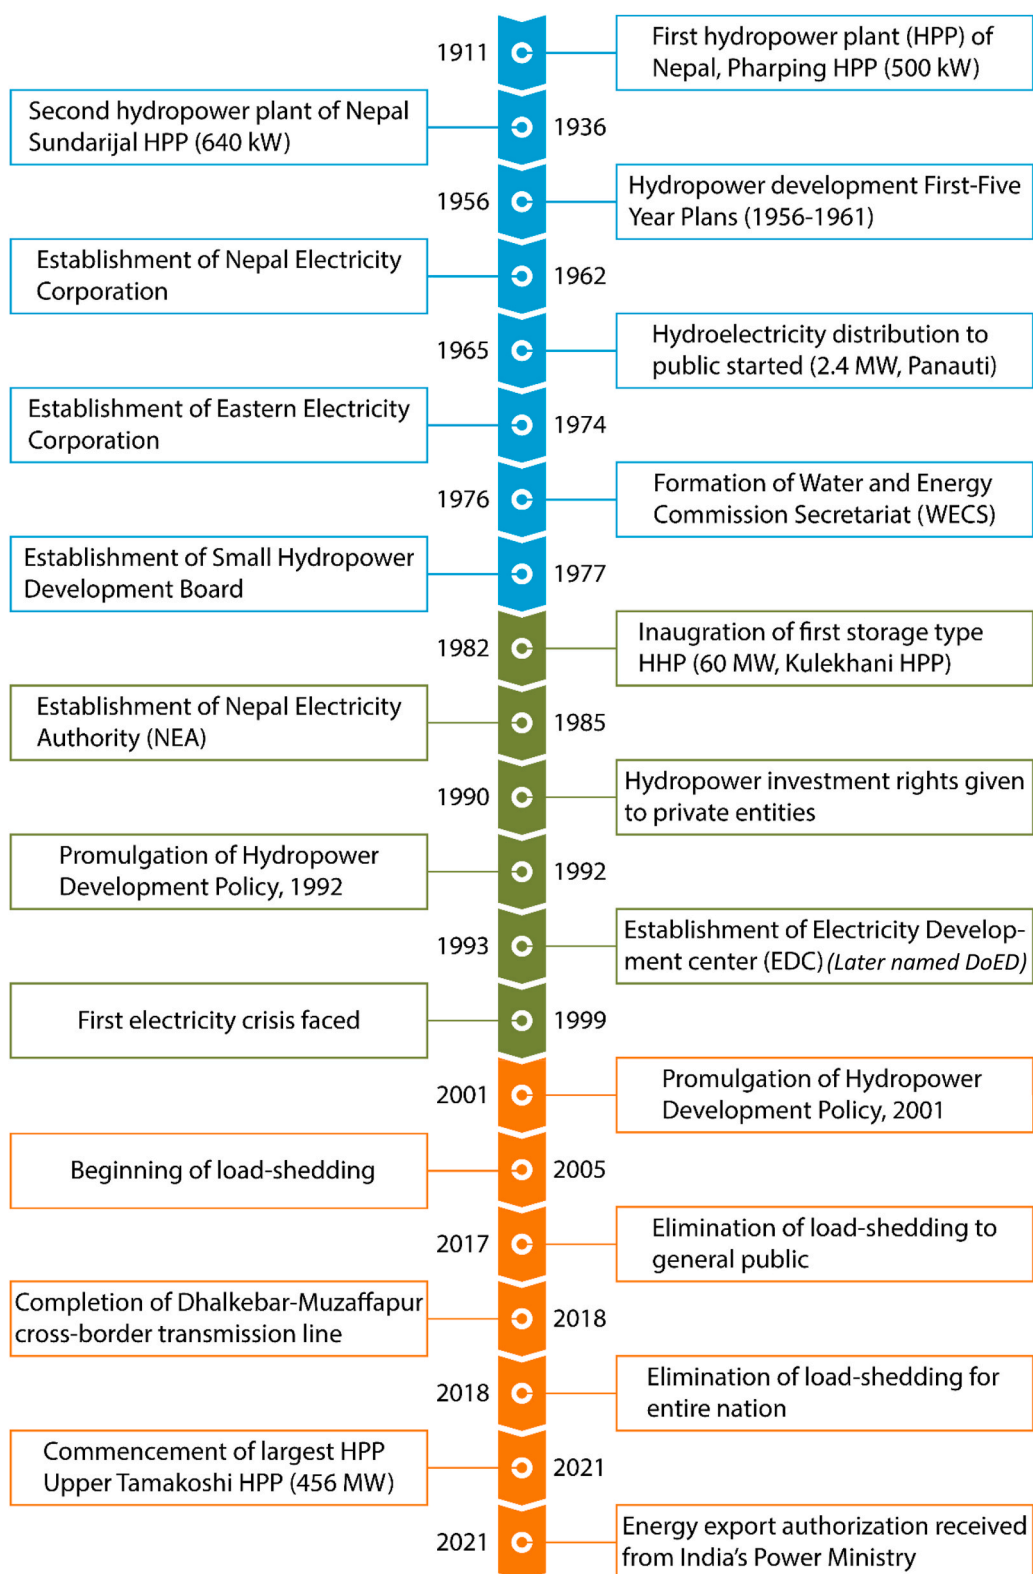 1911
First hydropower plant (HPP) of
Nepal, Pharping HPP (500 kW)
Second hydropower plant of Nepal
Sundarijal HPP (640 kW)
1936
1956
Hydropower development First-Five
Year Plans (1956-1961)
Establishment of Nepal Electricity
Corporation
1962
1965
Hydroelectricity distribution to
public started (2.4 MW, Panauti)
Establishment of Eastern Electricity
Corporation
1974
1976
Formation of Water and Energy
Commission Secretariat (WECS)
Establishment of Small Hydropower
Development Board
1977
1982
Inaugration of first storage type
HHP (60 MW, Kulekhani HPP)
Establishment of Nepal Electricity
Authority (NEA)
1985
1990
Hydropower investment rights given
to private entities
Promulgation of Hydropower
Development Policy, 1992
1992
1993
Establishment of Electricity Develop-
ment center (EDC) (Later named DoED)
First electricity crisis faced
1999
2001
Promulgation of Hydropower
Development Policy, 2001
Beginning of load-shedding
2005
2017
Elimination of load-shedding to
general public
Completion of Dhalkebar-Muzaffapur
cross-border transmission line
2018
2018
Elimination of load-shedding for
entire nation
Commencement of largest HPP
Upper Tamakoshi HPP (456 MW)
2021
2021
Energy export authorization received
from India's Power Ministry